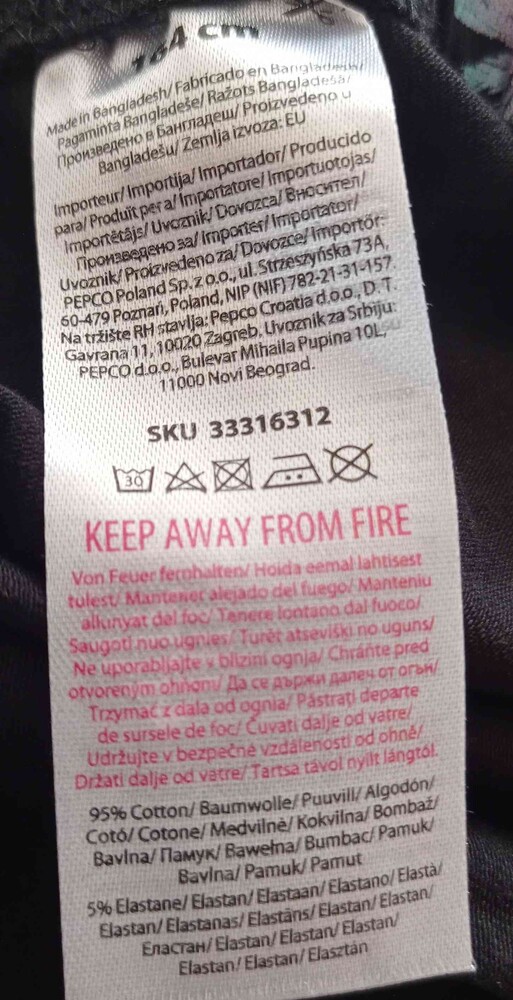 164 cm
Made in Bangladesh/ Fabricado en Bangladesh/
Pagaminta Bangladeše/ Ražots Bangladešā/
Произведено в Бангладеш/ Proizvedeno u
Bangladešu/ Zemlja izvoza: EU
Importeur/ Importija/ Importador/ Producido
para/ Produit per a/ Importatore/ Importuotojas/
Importētājs/ Uvoznik/ Dovozca/ Вносител/
Произведено за/ Importer/ Importator/
Uvoznik/ Proizvedeno za/ Dovozce/ Importőr:
PEPCO Poland Sp. z o.o., ul. Strzeszyńska 73A,
60-479 Poznań, Poland, NIP (NIF) 782-21-31-157.
Na tržište RH stavlja: Pepco Croatia d.o.o., D. T.
Gavrana 11, 10020 Zagreb. Uvoznik za Srbiju:
PEPCO d.o.o., Bulevar Mihaila Pupina 10L,
11000 Novi Beograd.
SKU 33316312
30
KEEP AWAY FROM FIRE
Von Feuer fernhalten/ Hoida eemal lahtisest
tulest/ Mantener alejado del fuego/ Manteniu
allunyat del foc/ Tenere lontano dal fuoco/
Saugoti nuo ugnies/ Turēt atsevišķi no uguns/
Ne uporabljajte v bližini ognja/ Chráňte pred
otvoreným ohňom/ Да се държи далеч от огън/
Trzymać z dala od ognia/ Păstrați departe
de sursele de foc/ Čuvati dalje od vatre/
Udržujte v bezpečné vzdálenosti od ohně/
Držati dalje od vatre/ Tartsa távol nyílt lángtól.
95% Cotton/ Baumwolle/ Puuvill/ Algodón/
Cotó/ Cotone/ Medvilnė/ Kokvilna/ Bombaž/
Bavlna/ Памук/ Bawełna/ Bumbac/ Pamuk/
Bavlna/ Pamuk/ Pamut
5% Elastane/ Elastan/ Elastaan/ Elastano/ Elastà/
Elastan/ Elastanas/ Elastāns/ Elastan/ Elastan/
Еластан/ Elastan/ Elastan/ Elastan/
Elastan/ Elastan/ Elasztán